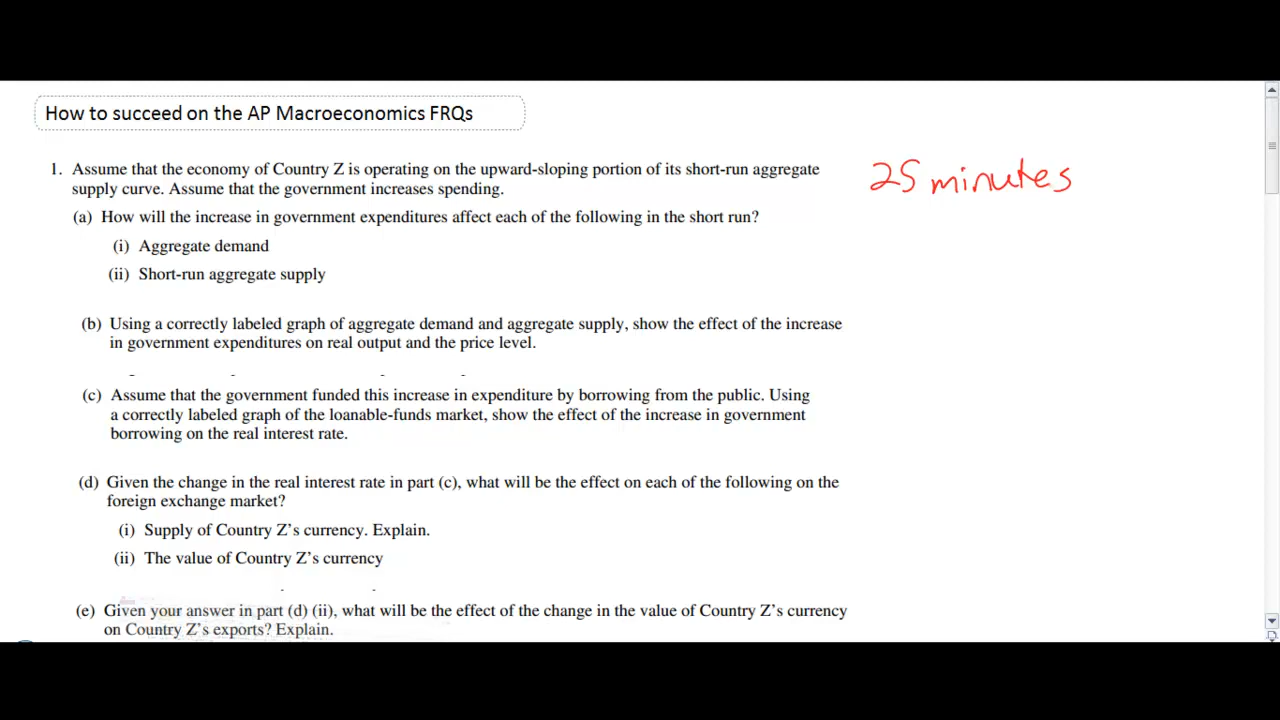 How to succeed on the AP Macroeconomics FRQs
1. Assume that the economy of Country Z is operating on the upward-sloping portion of its short-run aggregate
supply curve. Assume that the government increases spending.
25 minutes
(a) How will the increase in government expenditures affect each of the following in the short run?
(i) Aggregate demand
(ii) Short-run aggregate supply
(b) Using a correctly labeled graph of aggregate demand and aggregate supply, show the effect of the increase
in government expenditures on real output and the price level.
(c) Assume that the government funded this increase in expenditure by borrowing from the public. Using
a correctly labeled graph of the loanable-funds market, show the effect of the increase in government
borrowing on the real interest rate.
(d) Given the change in the real interest rate in part (c), what will be the effect on each of the following on the
foreign exchange market?
(i) Supply of Country Z's currency. Explain.
(ii) The value of Country Z's currency
(e) Given your answer in part (d) (ii), what will be the effect of the change in the value of Country Z's currency
on Country Z's exports? Explain.